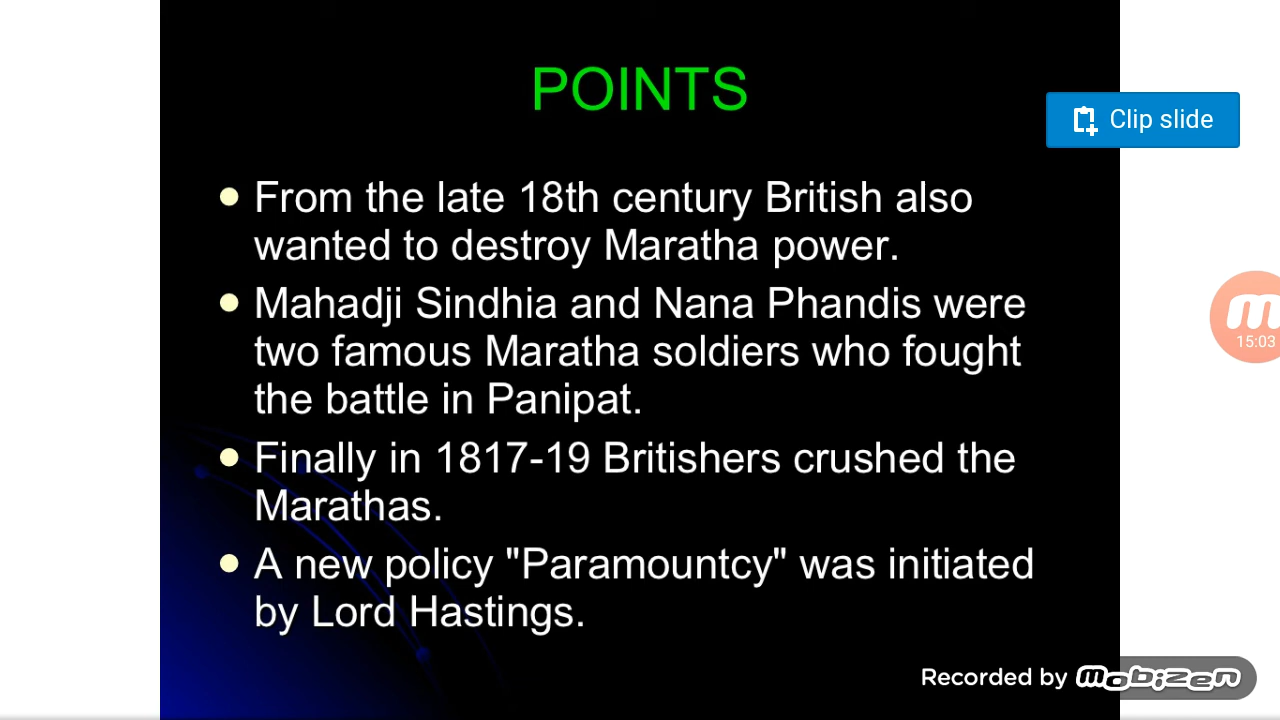 POINTS
Clip slide
From the late 18th century British also
wanted to destroy Maratha power.
Mahadji Sindhia and Nana Phandis were
two famous Maratha soldiers who fought
the battle in Panipat.
15:03
Finally in 1817-19 Britishers crushed the
Marathas.
A new policy "Paramountcy" was initiated
by Lord Hastings.
Recorded by mobizen